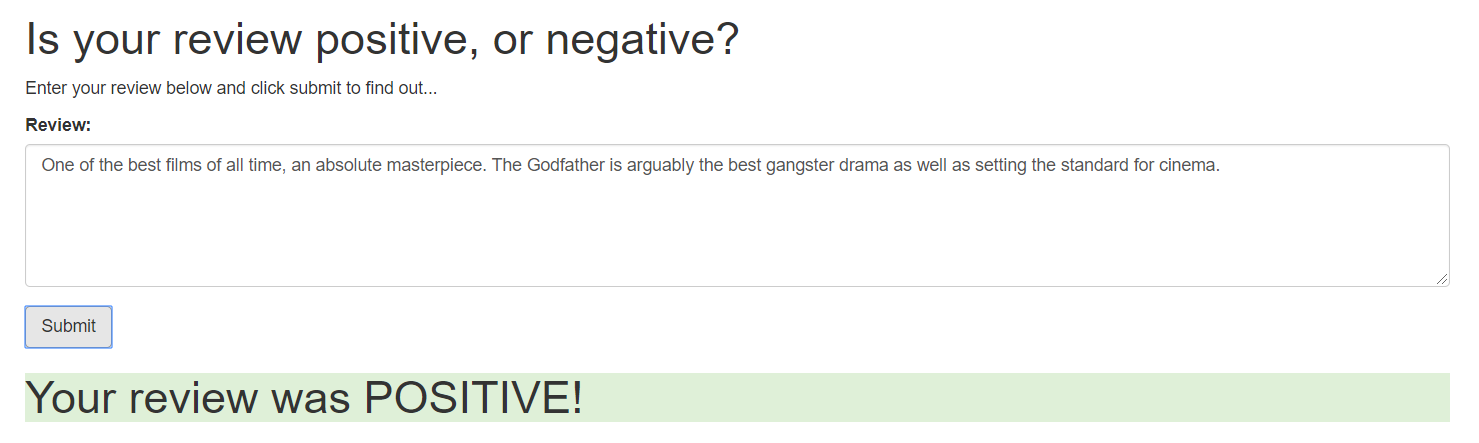 Is your review positive, or negative?
Enter your review below and click submit to find out...
Review:
One of the best films of all time, an absolute masterpiece. The Godfather is arguably the best gangster drama as well as setting the standard for cinema.
Submit
Your review was POSITIVE!